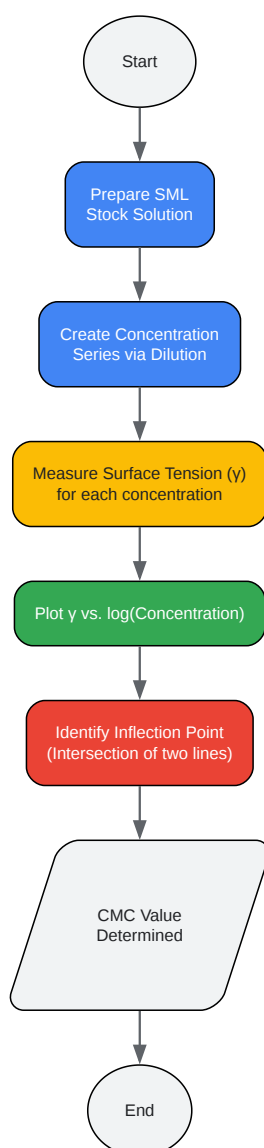 Start
Prepare SML
Stock Solution
Create Concentration
Series via Dilution
Measure Surface Tension (γ)
for each concentration
Plot γ vs. log(Concentration)
Identify Inflection Point
(Intersection of two lines)
CMC Value
Determined
End